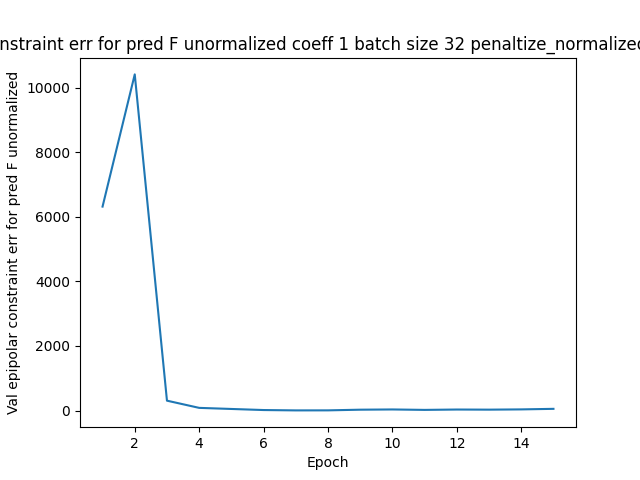 nstraint err for pred F unormalized coeff 1 batch size 32 penaltize_normalized
Val epipolar constraint err for pred F unormalized
10000
8000
6000
4000
2000
0
2 4 6 8 10 12 14
Epoch